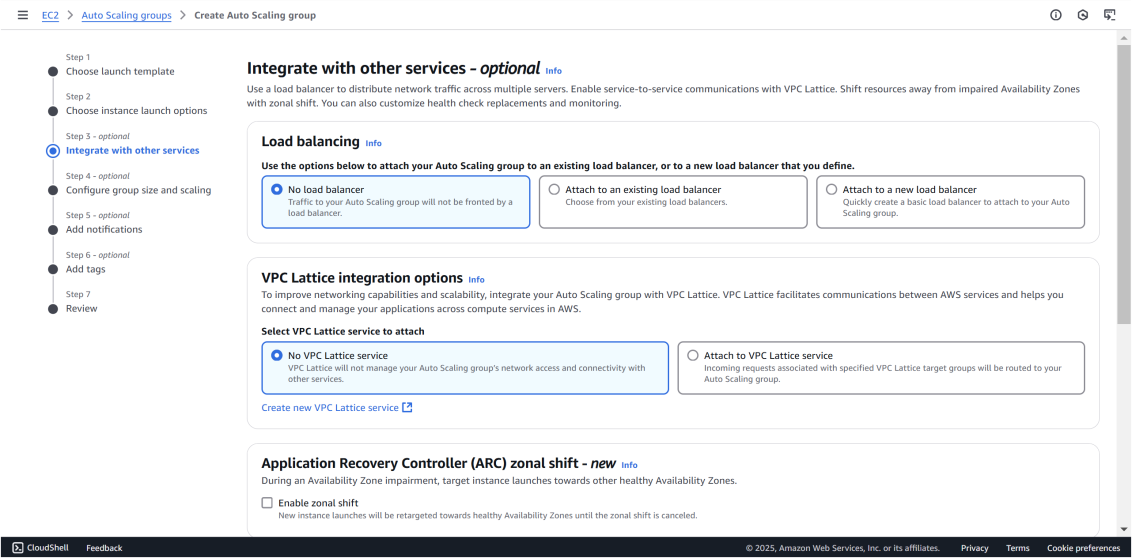 EC2 > Auto Scaling groups > Create Auto Scaling group
Step 1
Choose launch template
Step 2
Choose instance launch options
Step 3 - optional
Integrate with other services
Step 4 - optional
Configure group size and scaling
Step 5 - optional
Add notifications
Step 6 - optional
Add tags
Step 7
Review
Integrate with other services - optional Info
Use a load balancer to distribute network traffic across multiple servers. Enable service-to-service communications with VPC Lattice. Shift resources away from impaired Availability Zones
with zonal shift. You can also customize health check replacements and monitoring.
Load balancing Info
Use the options below to attach your Auto Scaling group to an existing load balancer, or to a new load balancer that you define.
No load balancer
Traffic to your Auto Scaling group will not be fronted by a
load balancer.
Attach to an existing load balancer
Choose from your existing load balancers.
Attach to a new load balancer
Quickly create a basic load balancer to attach to your Auto
Scaling group.
VPC Lattice integration options Info
To improve networking capabilities and scalability, integrate your Auto Scaling group with VPC Lattice. VPC Lattice facilitates communications between AWS services and helps you
connect and manage your applications across compute services in AWS.
Select VPC Lattice service to attach
No VPC Lattice service
VPC Lattice will not manage your Auto Scaling group's network access and connectivity with
other services.
Attach to VPC Lattice service
Incoming requests associated with specified VPC Lattice target groups will be routed to your
Auto Scaling group.
Create new VPC Lattice service
Application Recovery Controller (ARC) zonal shift - new Info
During an Availability Zone impairment, target instance launches towards other healthy Availability Zones.
Enable zonal shift
New instance launches will be retargeted towards healthy Availability Zones until the zonal shift is canceled.
CloudShell Feedback © 2025, Amazon Web Services, Inc. or its affiliates. Privacy Terms Cookie preferences